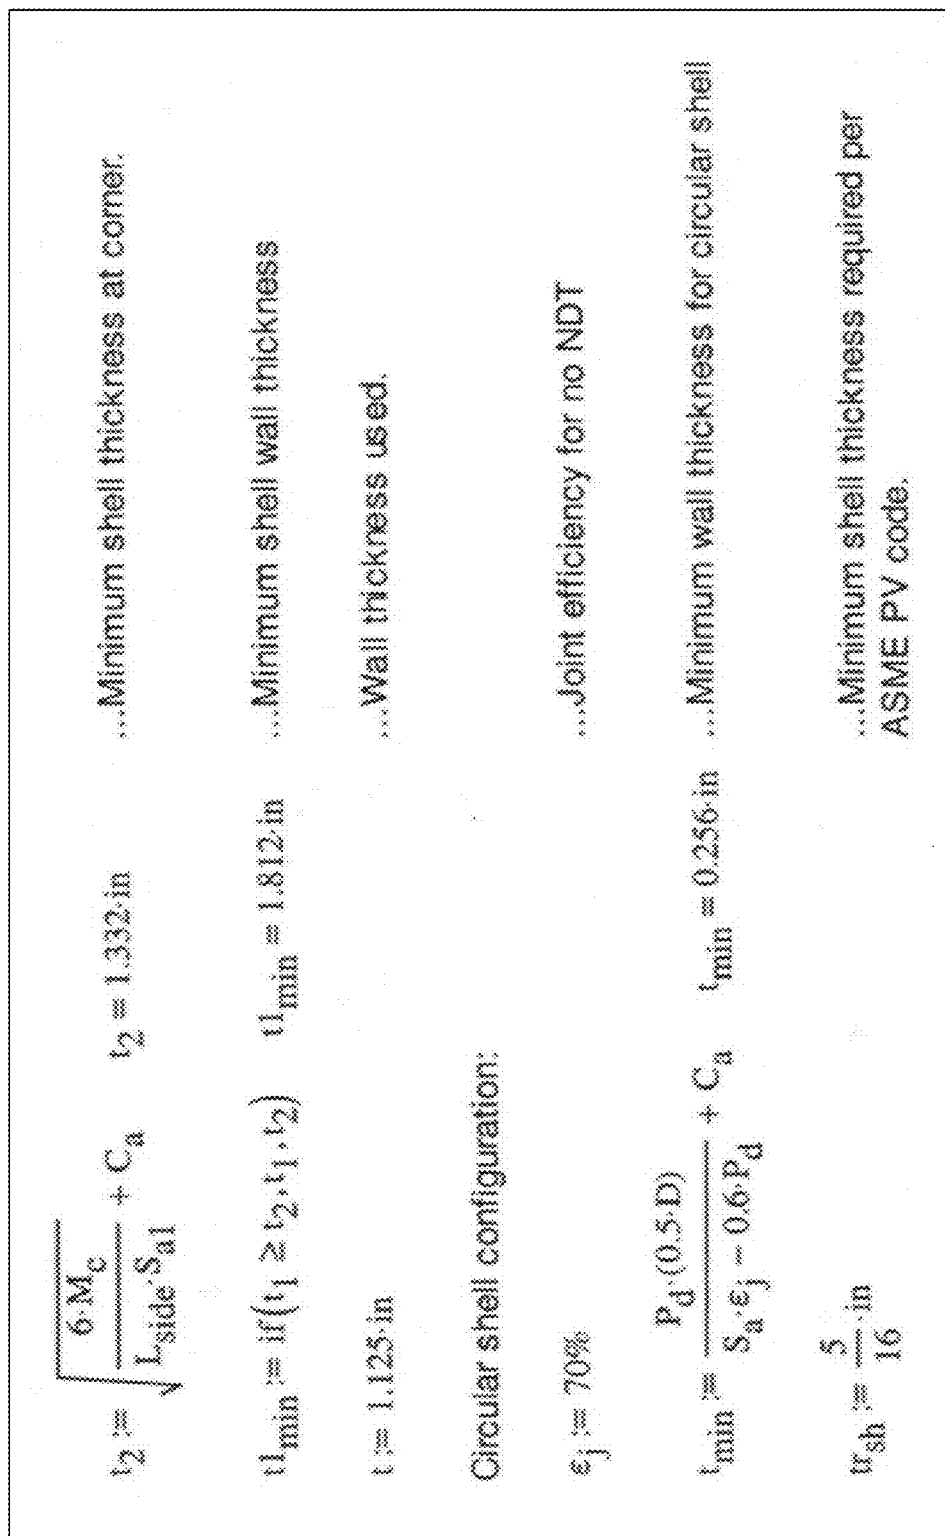 t₂ := √(6·M_c / (L_side·S_a1)) + C_a t₂ = 1.332·in ...Minimum shell thickness at corner.
t1_min := if(t₁ ≥ t₂, t₁, t₂) t1_min = 1.812·in ...Minimum shell wall thickness
t := 1.125·in ...Wall thickness used.
Circular shell configuration:
ε_j := 70% ...Joint efficiency for no NDT
t_min := P_d·(0.5·D) / (S_a·ε_j − 0.6·P_d) + C_a t_min = 0.256·in ...Minimum wall thickness for circular shell
tr_sh := 5/16·in ...Minimum shell thickness required per
ASME PV code.